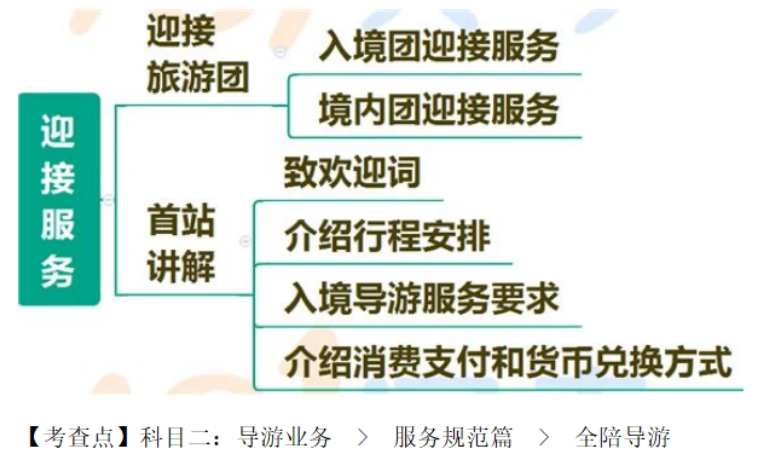 迎接服务
迎接
旅游团
入境团迎接服务
境内团迎接服务
首站
讲解
致欢迎词
介绍行程安排
入境导游服务要求
介绍消费支付和货币兑换方式
【考查点】科目二：导游业务 > 服务规范篇 > 全陪导游